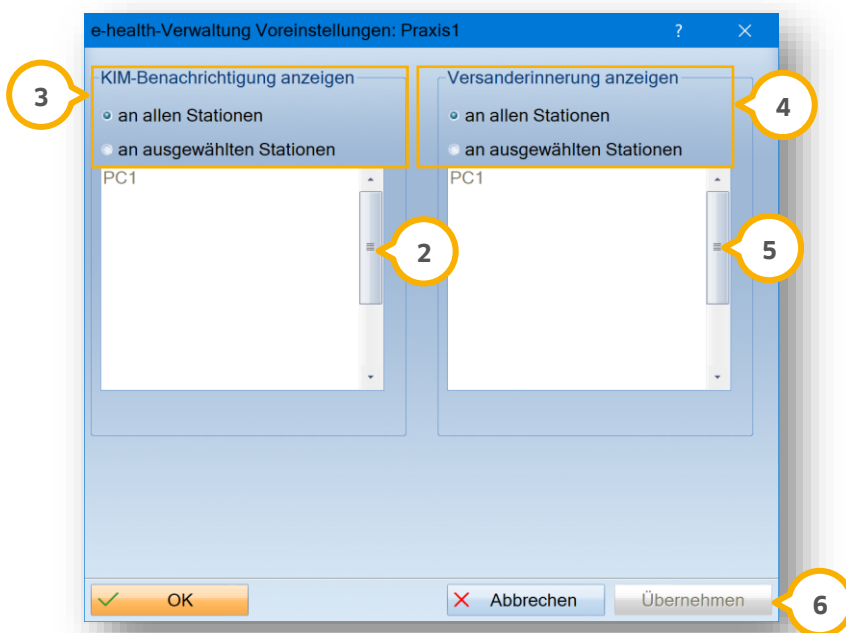 e-health-Verwaltung Voreinstellungen: Praxis1
?
KIM-Benachrichtigung anzeigen
an allen Stationen
an ausgewählten Stationen
PC1
3
2
Versanderinnerung anzeigen
an allen Stationen
an ausgewählten Stationen
PC1
4
5
OK
Abbrechen
Übernehmen
6